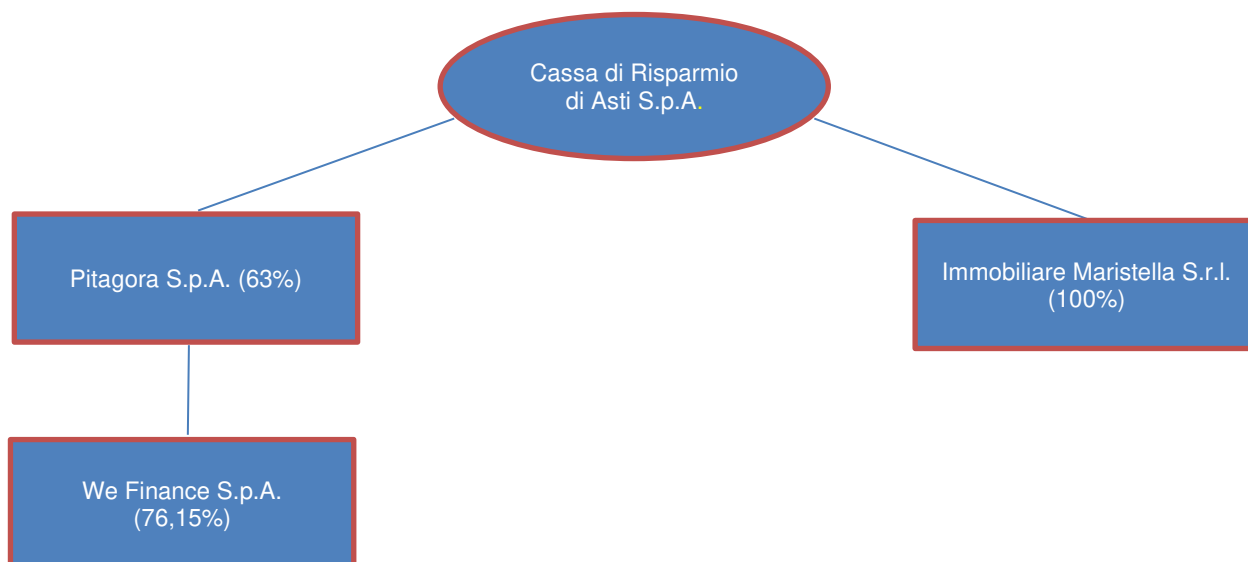 Cassa di Risparmio
di Asti S.p.A.
Pitagora S.p.A. (63%)
Immobiliare Maristella S.r.l.
(100%)
We Finance S.p.A.
(76,15%)